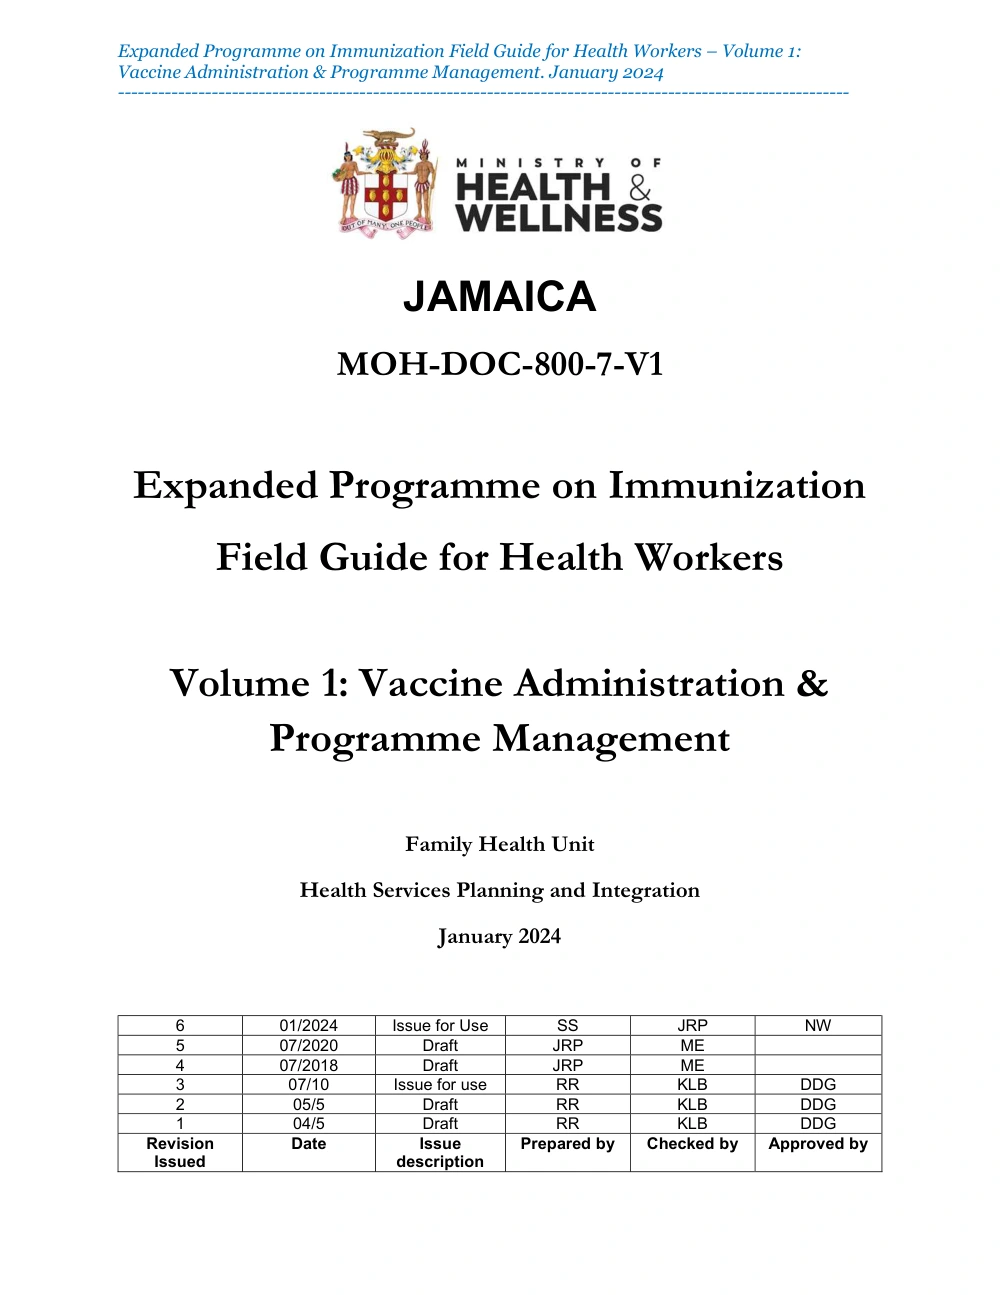 Expanded Programme on Immunization Field Guide for Health Workers – Volume 1:
Vaccine Administration & Programme Management. January 2024
--------------------------------------------------------------------------------------------------------------
OUT OF MANY, ONE PEOPLE
MINISTRY OF
HEALTH &
WELLNESS
JAMAICA
MOH-DOC-800-7-V1
Expanded Programme on Immunization
Field Guide for Health Workers
Volume 1: Vaccine Administration &
Programme Management
Family Health Unit
Health Services Planning and Integration
January 2024
6 01/2024 Issue for Use SS JRP NW
5 07/2020 Draft JRP ME
4 07/2018 Draft JRP ME
3 07/10 Issue for use RR KLB DDG
2 05/5 Draft RR KLB DDG
1 04/5 Draft RR KLB DDG
Revision Date Issue Prepared by Checked by Approved by
Issued description